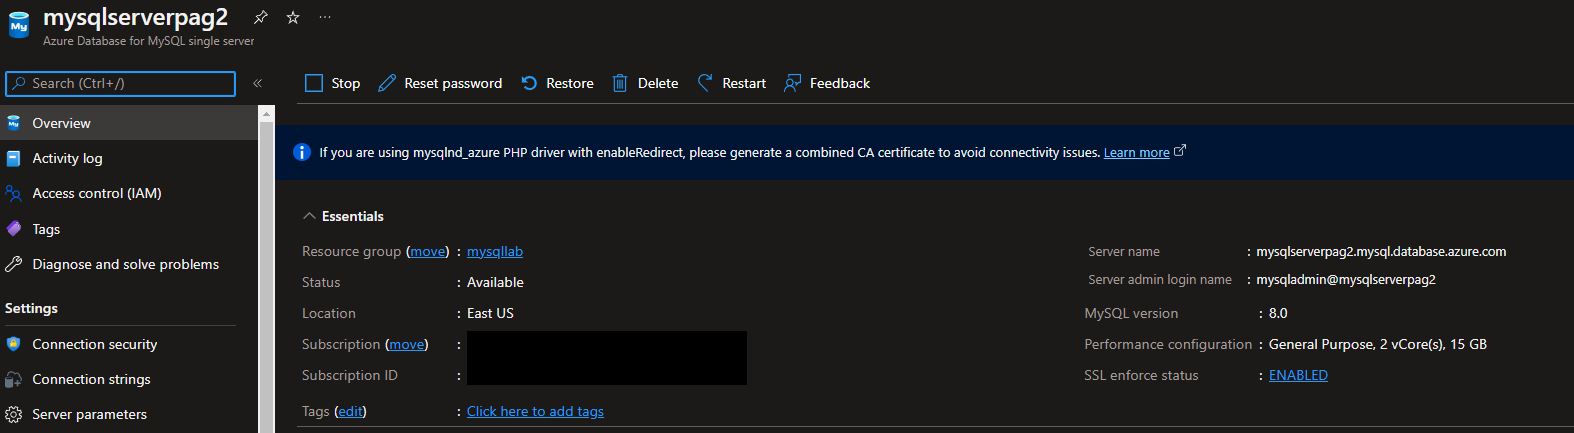 mysqlserverpag2
Azure Database for MySQL single server
Search (Ctrl+/)
Overview
Activity log
Access control (IAM)
Tags
Diagnose and solve problems
Settings
Connection security
Connection strings
Server parameters
Stop Reset password Restore Delete Restart Feedback
If you are using mysqlnd_azure PHP driver with enableRedirect, please generate a combined CA certificate to avoid connectivity issues. Learn more
Essentials
Resource group (move) : mysqllab
Status : Available
Location : East US
Subscription (move) :
Subscription ID :
Tags (edit) : Click here to add tags
Server name : mysqlserverpag2.mysql.database.azure.com
Server admin login name : mysqladmin@mysqlserverpag2
MySQL version : 8.0
Performance configuration : General Purpose, 2 vCore(s), 15 GB
SSL enforce status : ENABLED